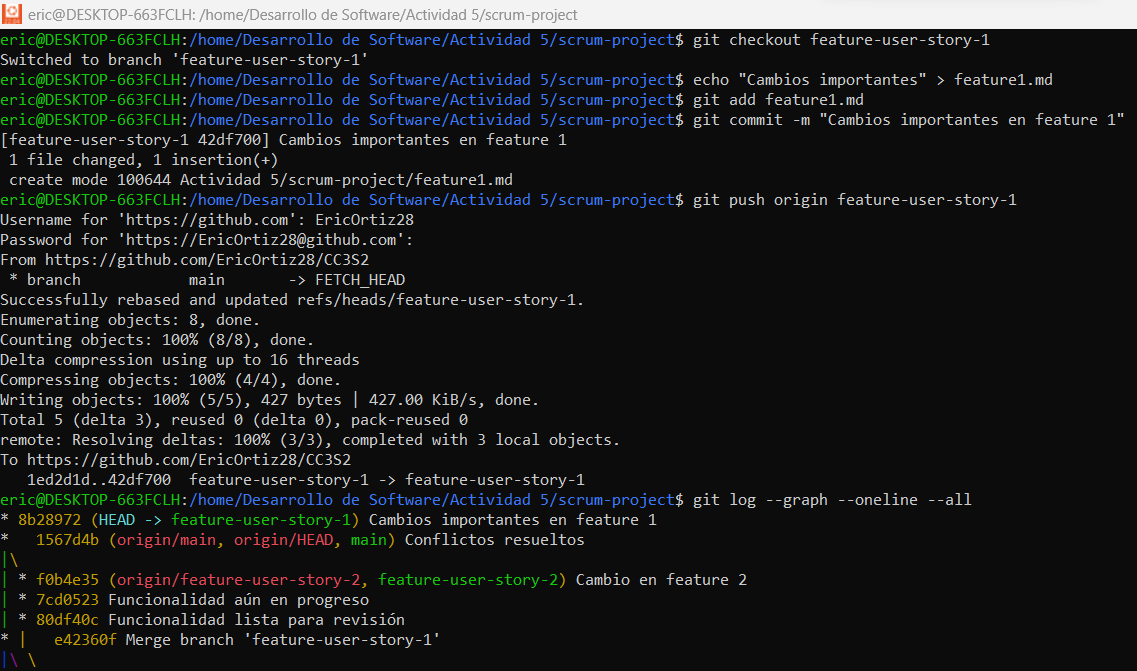 eric@DESKTOP-663FCLH: /home/Desarrollo de Software/Actividad 5/scrum-project
eric@DESKTOP-663FCLH:/home/Desarrollo de Software/Actividad 5/scrum-project$ git checkout feature-user-story-1
Switched to branch 'feature-user-story-1'
eric@DESKTOP-663FCLH:/home/Desarrollo de Software/Actividad 5/scrum-project$ echo "Cambios importantes" > feature1.md
eric@DESKTOP-663FCLH:/home/Desarrollo de Software/Actividad 5/scrum-project$ git add feature1.md
eric@DESKTOP-663FCLH:/home/Desarrollo de Software/Actividad 5/scrum-project$ git commit -m "Cambios importantes en feature 1"
[feature-user-story-1 42df700] Cambios importantes en feature 1
 1 file changed, 1 insertion(+)
 create mode 100644 Actividad 5/scrum-project/feature1.md
eric@DESKTOP-663FCLH:/home/Desarrollo de Software/Actividad 5/scrum-project$ git push origin feature-user-story-1
Username for 'https://github.com': EricOrtiz28
Password for 'https://EricOrtiz28@github.com':
From https://github.com/EricOrtiz28/CC3S2
 * branch            main       -> FETCH_HEAD
Successfully rebased and updated refs/heads/feature-user-story-1.
Enumerating objects: 8, done.
Counting objects: 100% (8/8), done.
Delta compression using up to 16 threads
Compressing objects: 100% (4/4), done.
Writing objects: 100% (5/5), 427 bytes | 427.00 KiB/s, done.
Total 5 (delta 3), reused 0 (delta 0), pack-reused 0
remote: Resolving deltas: 100% (3/3), completed with 3 local objects.
To https://github.com/EricOrtiz28/CC3S2
   1ed2d1d..42df700  feature-user-story-1 -> feature-user-story-1
eric@DESKTOP-663FCLH:/home/Desarrollo de Software/Actividad 5/scrum-project$ git log --graph --oneline --all
* 8b28972 (HEAD -> feature-user-story-1) Cambios importantes en feature 1
*   1567d4b (origin/main, origin/HEAD, main) Conflictos resueltos
|\
| * f0b4e35 (origin/feature-user-story-2, feature-user-story-2) Cambio en feature 2
| * 7cd0523 Funcionalidad aún en progreso
| * 80df40c Funcionalidad lista para revisión
* |   e42360f Merge branch 'feature-user-story-1'
|\ \